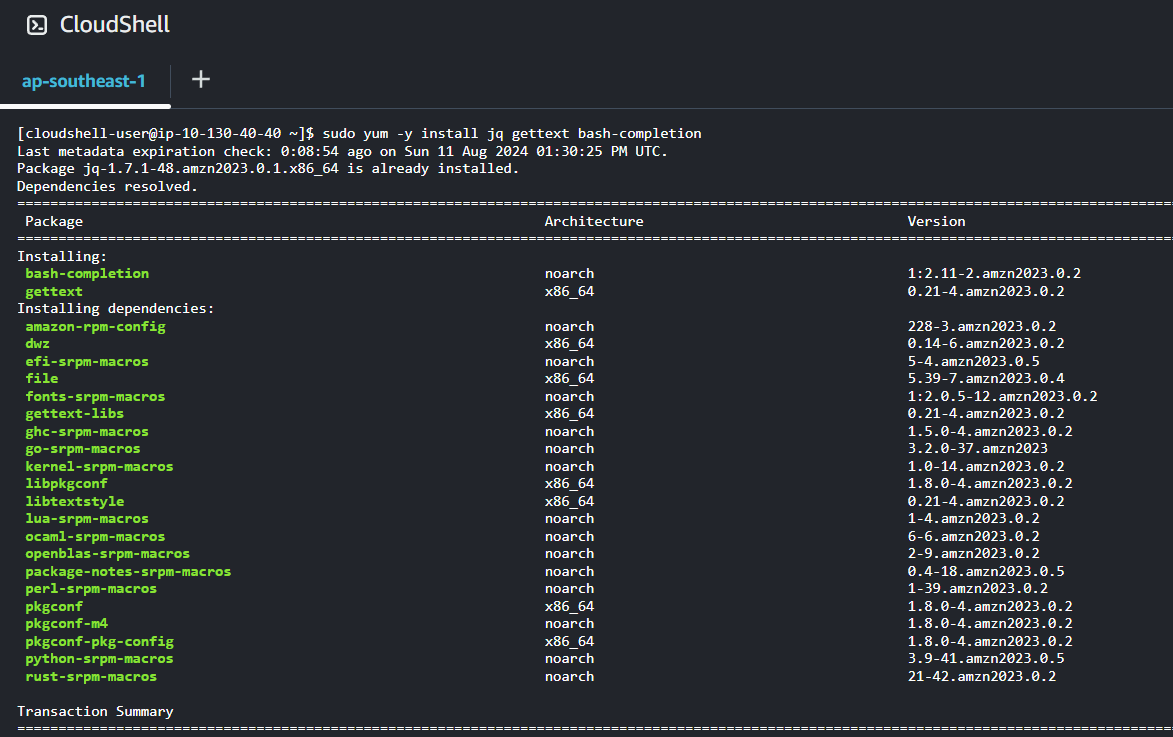 CloudShell
ap-southeast-1 +
[cloudshell-user@ip-10-130-40-40 ~]$ sudo yum -y install jq gettext bash-completion
Last metadata expiration check: 0:08:54 ago on Sun 11 Aug 2024 01:30:25 PM UTC.
Package jq-1.7.1-48.amzn2023.0.1.x86_64 is already installed.
Dependencies resolved.
================================================================================
Package Architecture Version
================================================================================
Installing:
bash-completion noarch 1:2.11-2.amzn2023.0.2
gettext x86_64 0.21-4.amzn2023.0.2
Installing dependencies:
amazon-rpm-config noarch 228-3.amzn2023.0.2
dwz x86_64 0.14-6.amzn2023.0.2
efi-srpm-macros noarch 5-4.amzn2023.0.5
file x86_64 5.39-7.amzn2023.0.4
fonts-srpm-macros noarch 1:2.0.5-12.amzn2023.0.2
gettext-libs x86_64 0.21-4.amzn2023.0.2
ghc-srpm-macros noarch 1.5.0-4.amzn2023.0.2
go-srpm-macros noarch 3.2.0-37.amzn2023
kernel-srpm-macros noarch 1.0-14.amzn2023.0.2
libpkgconf x86_64 1.8.0-4.amzn2023.0.2
libtextstyle x86_64 0.21-4.amzn2023.0.2
lua-srpm-macros noarch 1-4.amzn2023.0.2
ocaml-srpm-macros noarch 6-6.amzn2023.0.2
openblas-srpm-macros noarch 2-9.amzn2023.0.2
package-notes-srpm-macros noarch 0.4-18.amzn2023.0.5
perl-srpm-macros noarch 1-39.amzn2023.0.2
pkgconf x86_64 1.8.0-4.amzn2023.0.2
pkgconf-m4 noarch 1.8.0-4.amzn2023.0.2
pkgconf-pkg-config x86_64 1.8.0-4.amzn2023.0.2
python-srpm-macros noarch 3.9-41.amzn2023.0.5
rust-srpm-macros noarch 21-42.amzn2023.0.2
Transaction Summary
================================================================================